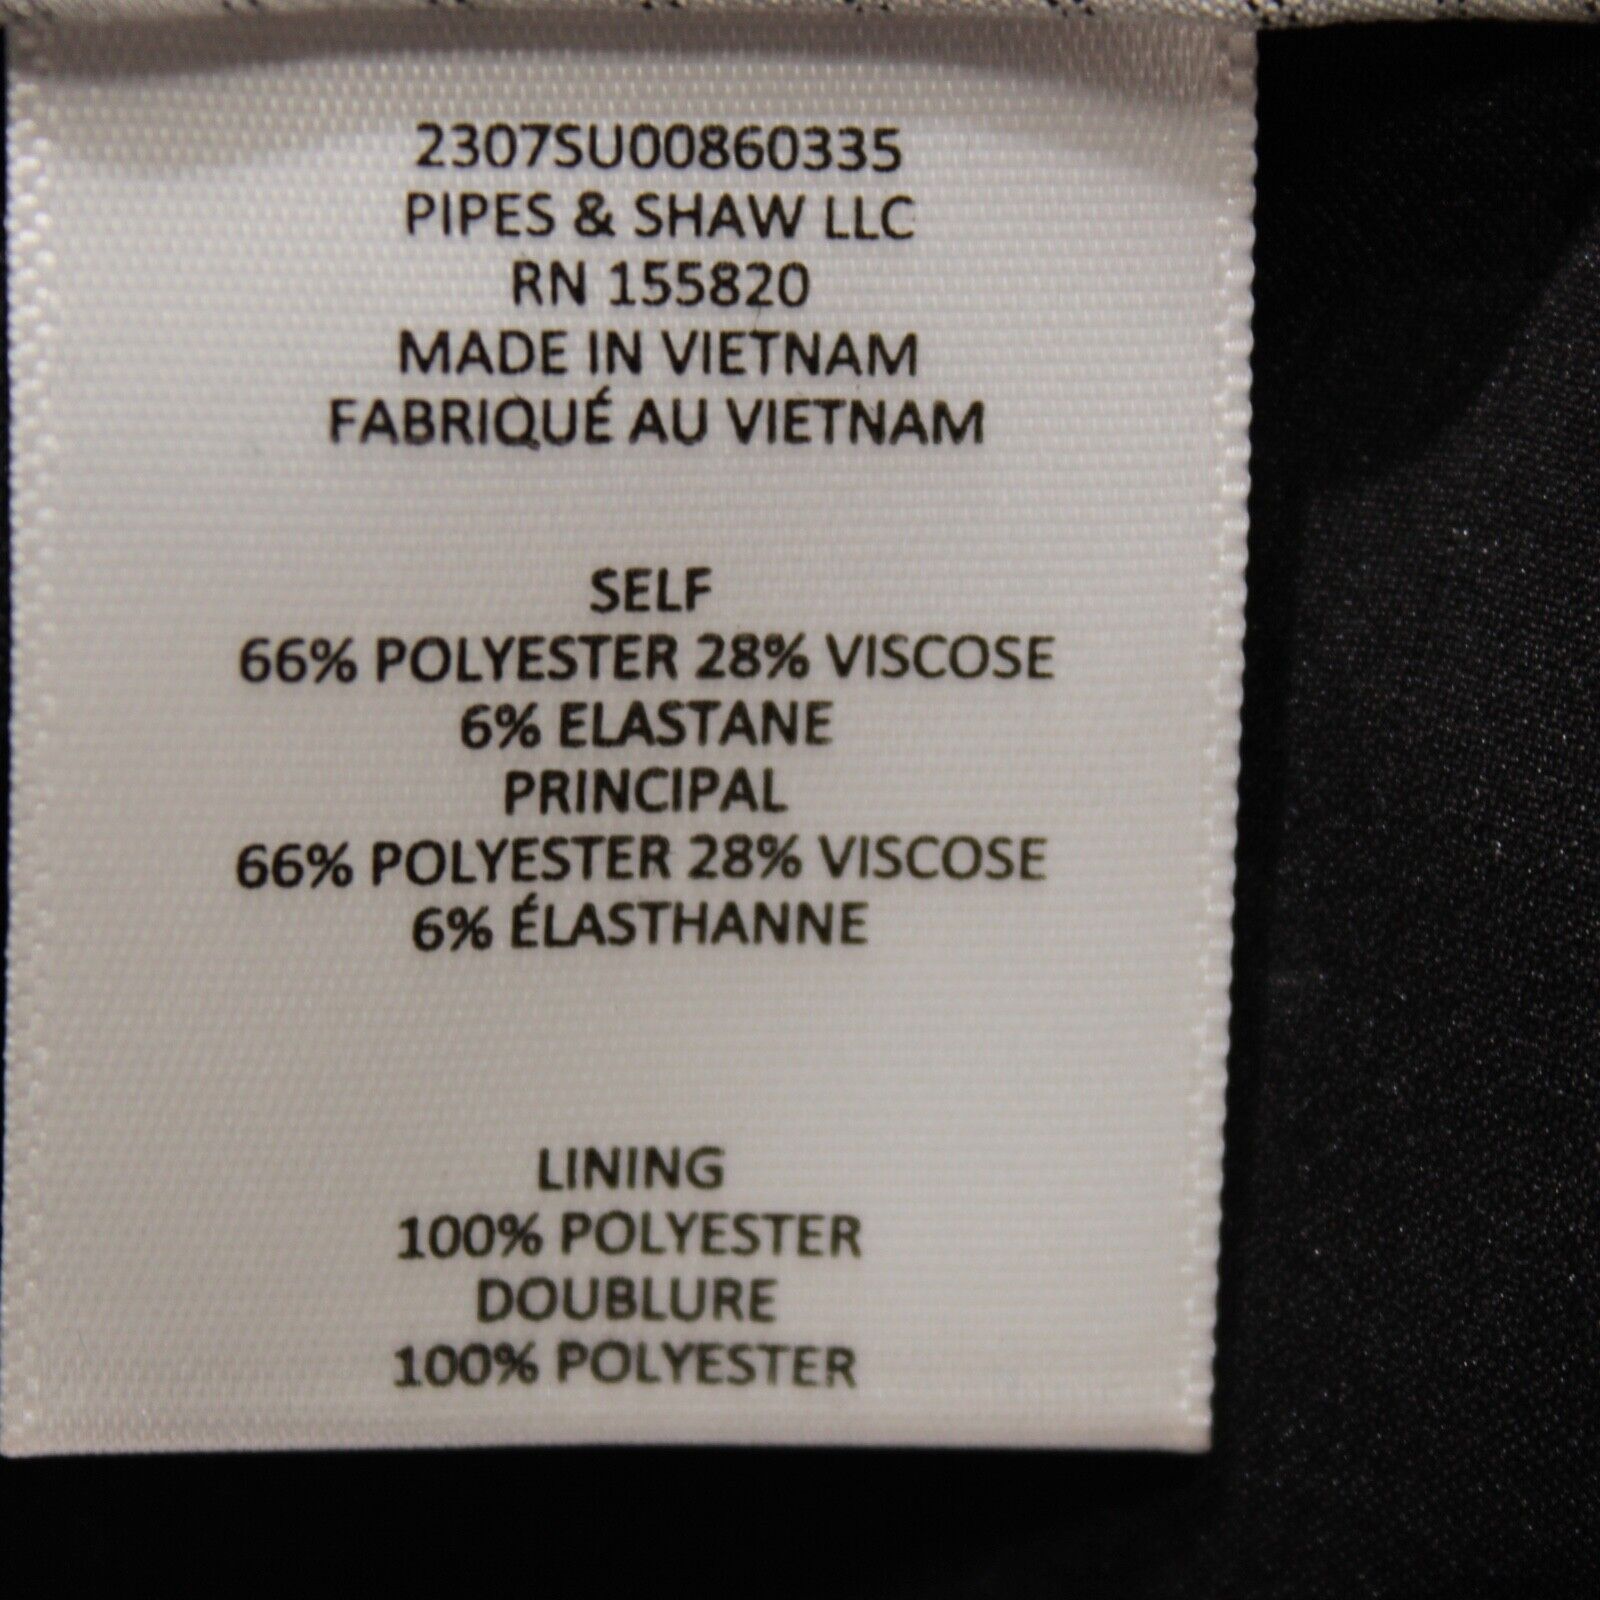 2307SU00860335
PIPES & SHAW LLC
RN 155820
MADE IN VIETNAM
FABRIQUÉ AU VIETNAM
SELF
66% POLYESTER 28% VISCOSE
6% ELASTANE
PRINCIPAL
66% POLYESTER 28% VISCOSE
6% ÉLASTHANNE
LINING
100% POLYESTER
DOUBLURE
100% POLYESTER